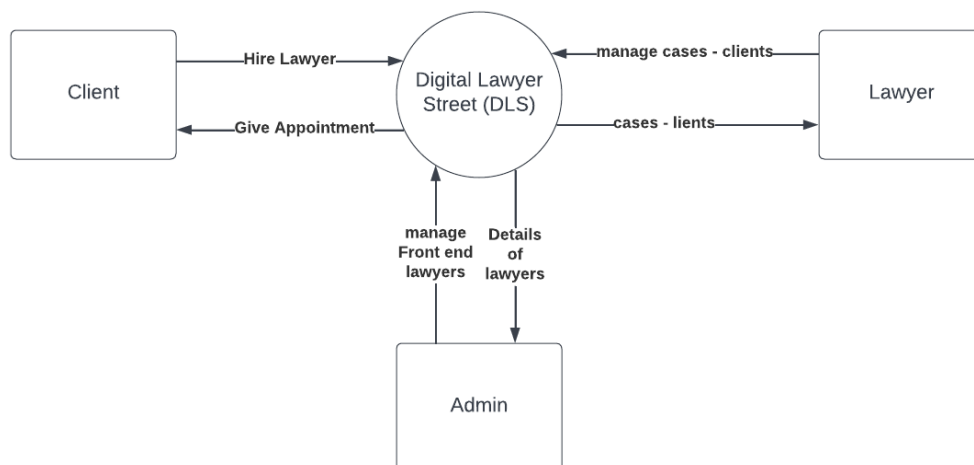 Client
Hire Lawyer
Give Appointment
Digital Lawyer
Street (DLS)
manage cases - clients
cases - lients
Lawyer
manage
Front end
lawyers
Details
of
lawyers
Admin